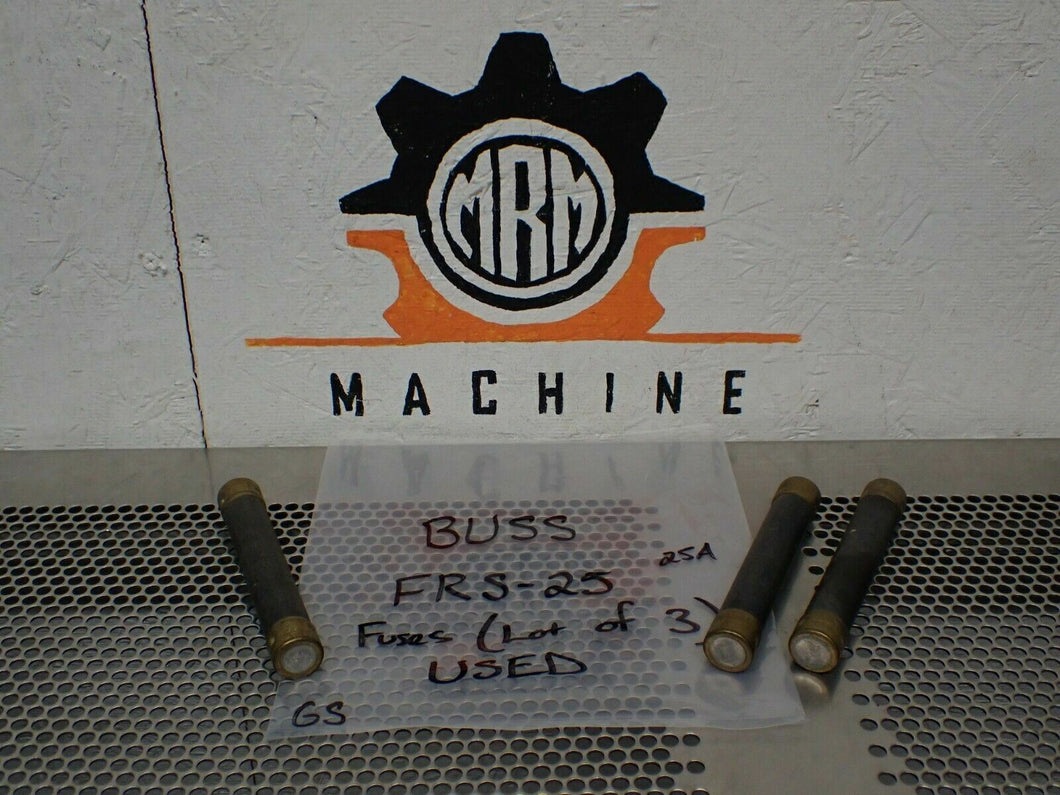 MRM
MACHINE
BUSS
FRS-25 25A
Fuses (Lot of 3)
USED
GS